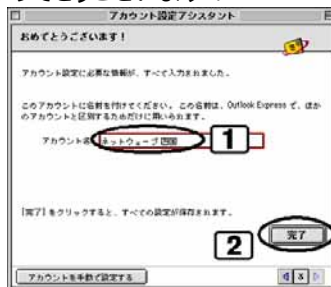 アカウント設定アシスタント
おめでとうございます！
アカウント設定に必要な情報が、すべて入力されました。
このアカウントに名前を付けてください。この名前は、Outlook Express で、ほか
のアカウントと区別するためだけに用いられます。
アカウント名： ネットウェーブ 1
[完了] をクリックすると、すべての設定が保存されます。
2 完了
アカウントを手動で設定する